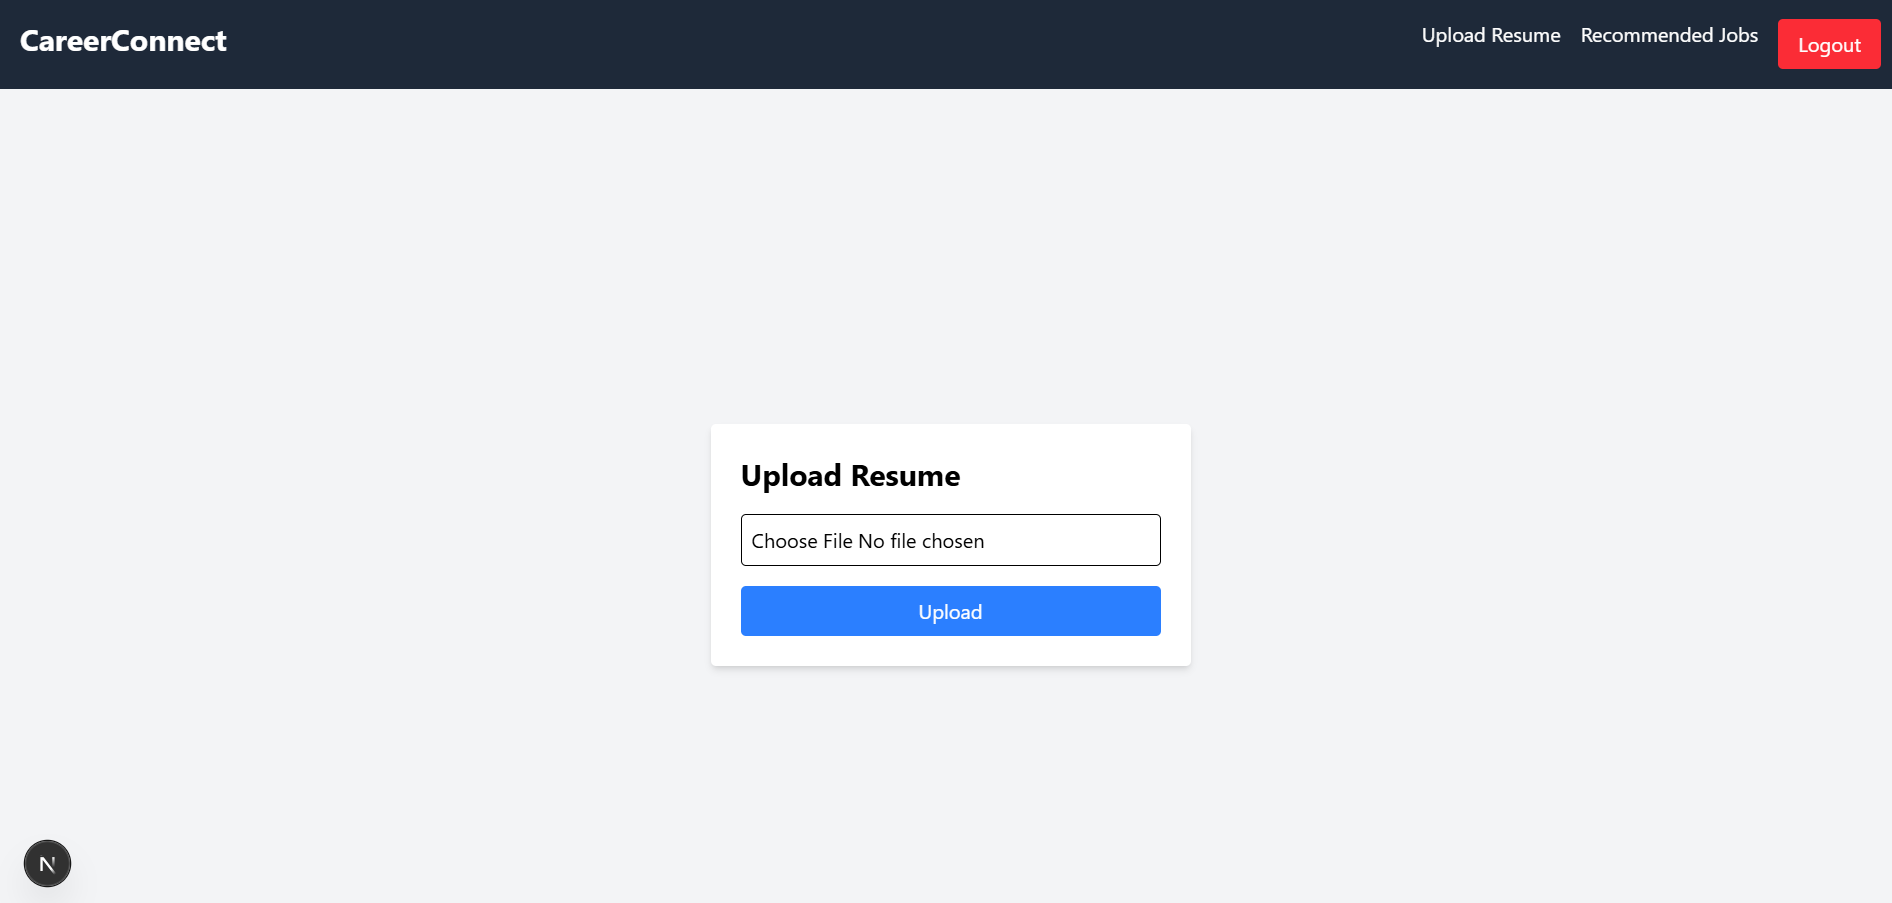 CareerConnect
Upload Resume
Recommended Jobs
Logout
Upload Resume
Choose File No file chosen
Upload
N